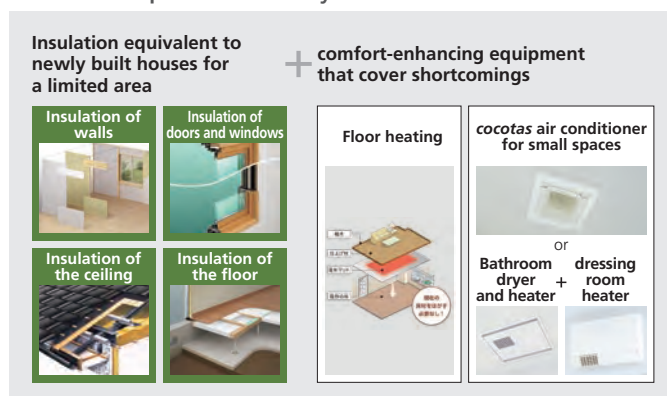 Insulation equivalent to
newly built houses for
a limited area
+
comfort-enhancing equipment
that cover shortcomings
Insulation of
walls
Insulation of
doors and windows
Insulation of
the ceiling
Insulation of
the floor
Floor heating
cocotas air conditioner
for small spaces
or
Bathroom
dryer
and heater
+
dressing
room
heater